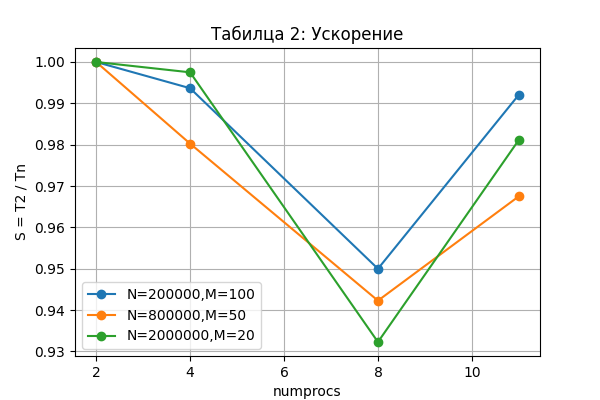 Табилца 2: Ускорение
S = T2 / Tn
1.00
0.99
0.98
0.97
0.96
0.95
0.94
0.93
N=200000,M=100
N=800000,M=50
N=2000000,M=20
2 4 6 8 10
numprocs